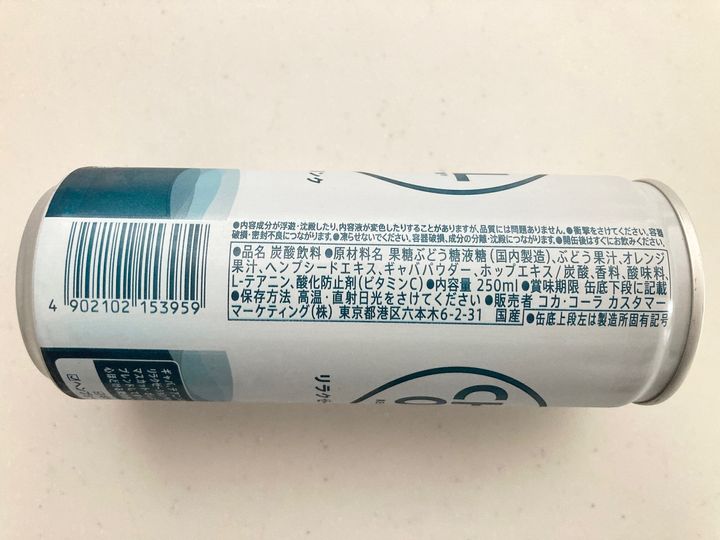 ●内容成分が浮遊・沈殿したり、内容液が変色したりすることがありますが、品質には問題ありません。●衝撃をさけてください。容器
破損・密封不良につながります。●凍らせないでください。容器破損、成分の分離・沈殿につながります。●開缶後はすぐにお飲みください。
●品名 炭酸飲料 ●原材料名 果糖ぶどう糖液糖(国内製造)、ぶどう果汁、オレンジ
果汁、ヘンプシードエキス、ギャバパウダー、ホップエキス/炭酸、香料、酸味料、
L-テアニン、酸化防止剤(ビタミンC) ●内容量 250ml ●賞味期限 缶底下段に記載
●保存方法 高温・直射日光をさけてください ●販売者 コカ・コーラ カスタマー
マーケティング(株) 東京都港区六本木6-2-31 国産 ●缶底上段左は製造所固有記号
4 902102 153959